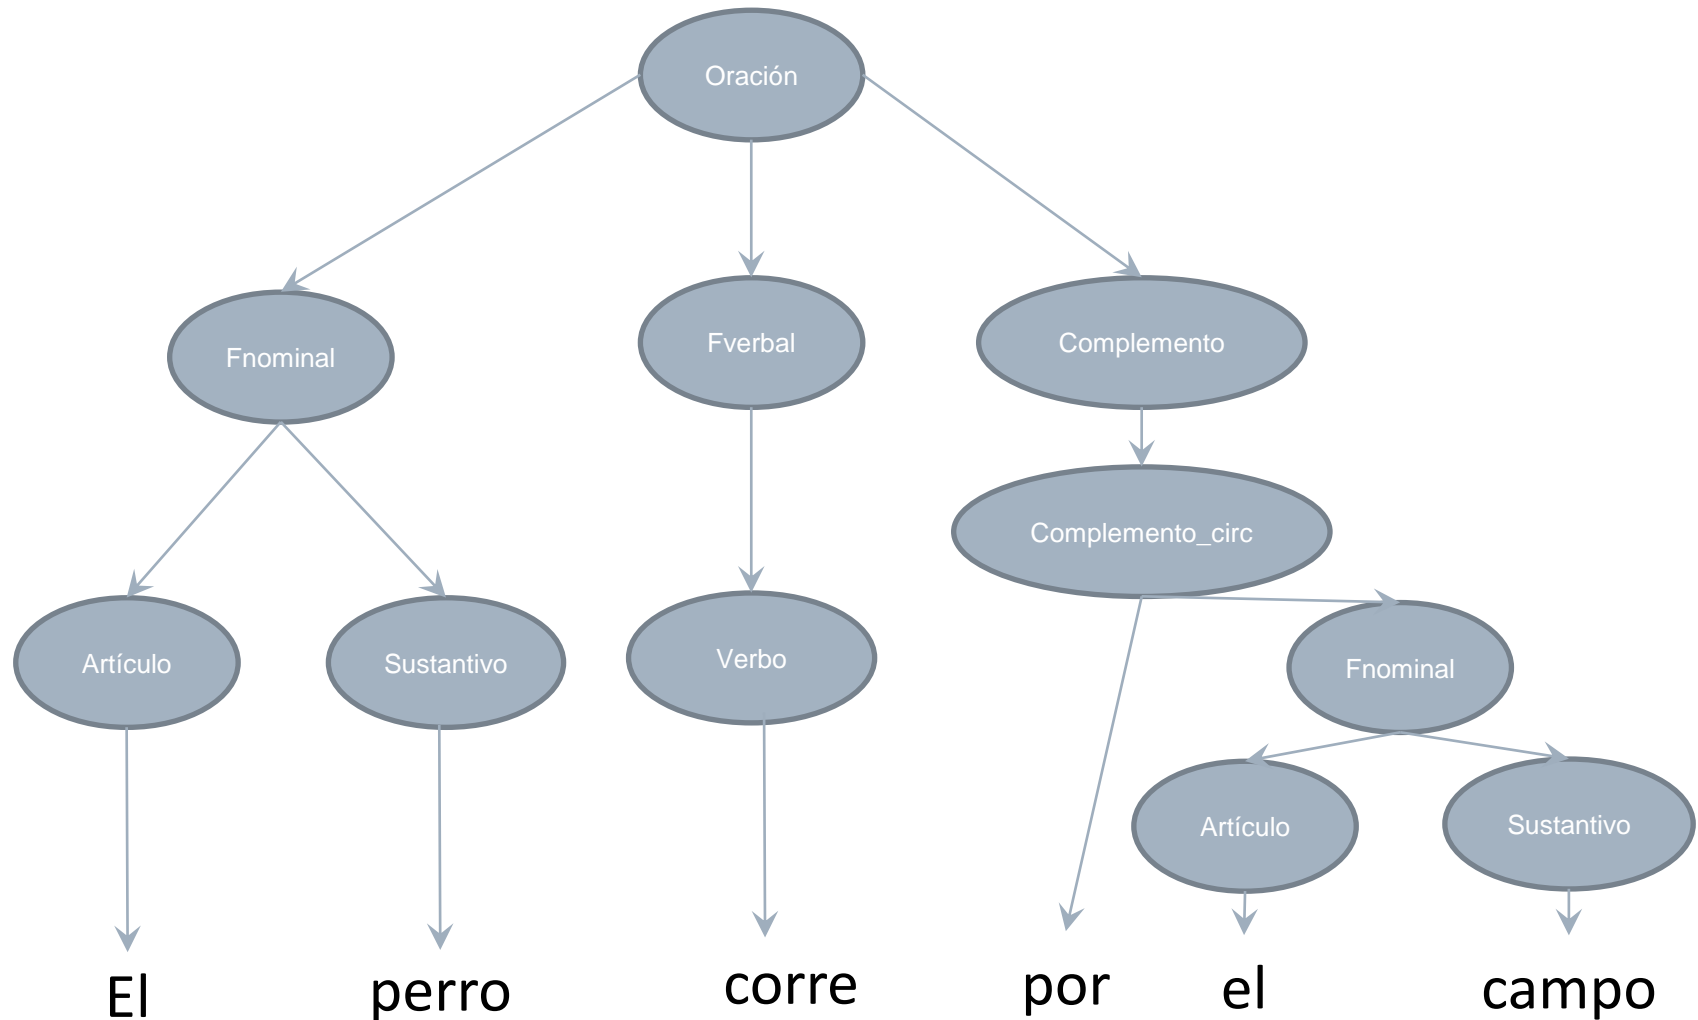 Oración
Fnominal
Fverbal
Complemento
Complemento_circ
Artículo
Sustantivo
Verbo
Fnominal
Artículo
Sustantivo
El perro corre por el campo